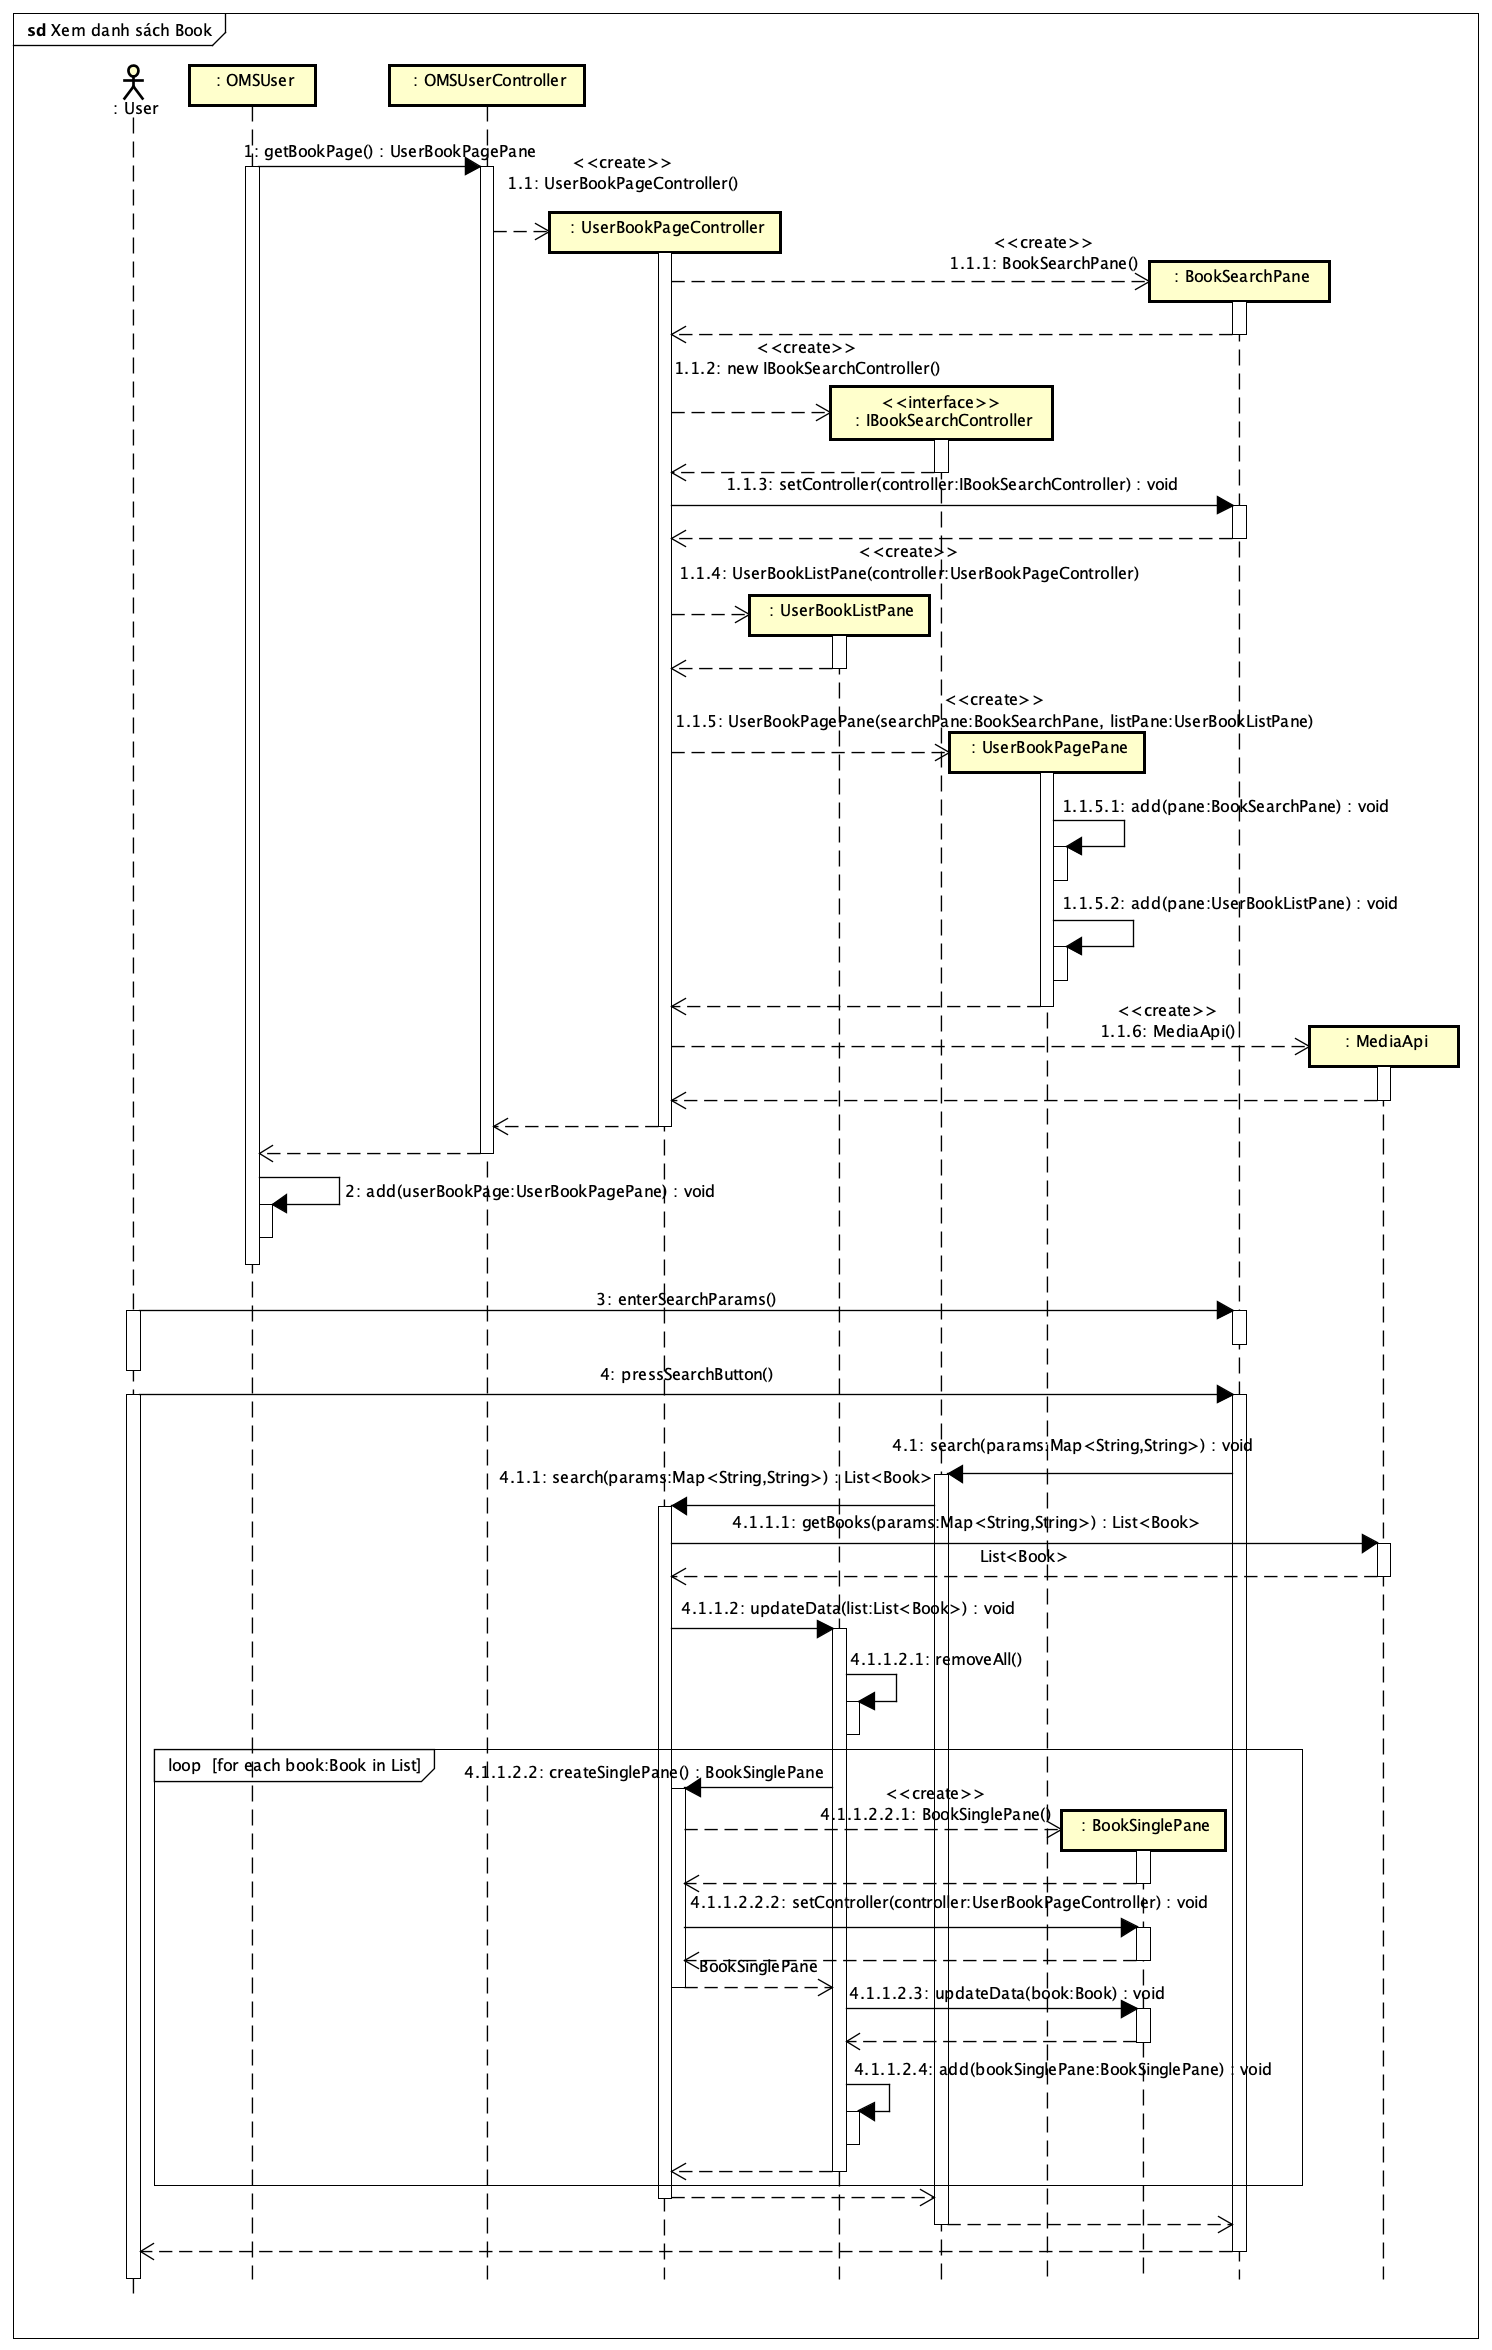 sd Xem danh sách Book
: User
: OMSUser
: OMSUserController
1: getBookPage() : UserBookPagePane
<<create>>
1.1: UserBookPageController()
: UserBookPageController
<<create>>
1.1.1: BookSearchPane()
: BookSearchPane
<<create>>
1.1.2: new IBookSearchController()
<<interface>>
: IBookSearchController
1.1.3: setController(controller:IBookSearchController) : void
<<create>>
1.1.4: UserBookListPane(controller:UserBookPageController)
: UserBookListPane
<<create>>
1.1.5: UserBookPagePane(searchPane:BookSearchPane, listPane:UserBookListPane)
: UserBookPagePane
1.1.5.1: add(pane:BookSearchPane) : void
1.1.5.2: add(pane:UserBookListPane) : void
<<create>>
1.1.6: MediaApi()
: MediaApi
2: add(userBookPage:UserBookPagePane) : void
3: enterSearchParams()
4: pressSearchButton()
4.1: search(params:Map<String,String>) : void
4.1.1: search(params:Map<String,String>) : List<Book>
4.1.1.1: getBooks(params:Map<String,String>) : List<Book>
List<Book>
4.1.1.2: updateData(list:List<Book>) : void
4.1.1.2.1: removeAll()
loop [for each book:Book in List]
4.1.1.2.2: createSinglePane() : BookSinglePane
<<create>>
4.1.1.2.2.1: BookSinglePane()
: BookSinglePane
4.1.1.2.2.2: setController(controller:UserBookPageController) : void
BookSinglePane
4.1.1.2.3: updateData(book:Book) : void
4.1.1.2.4: add(bookSinglePane:BookSinglePane) : void